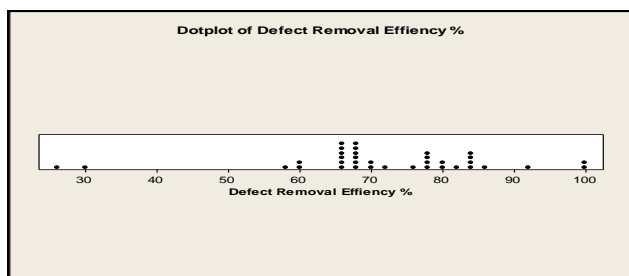 Dotplot of Defect Removal Effiency %
30 40 50 60 70 80 90 100
Defect Removal Effiency %